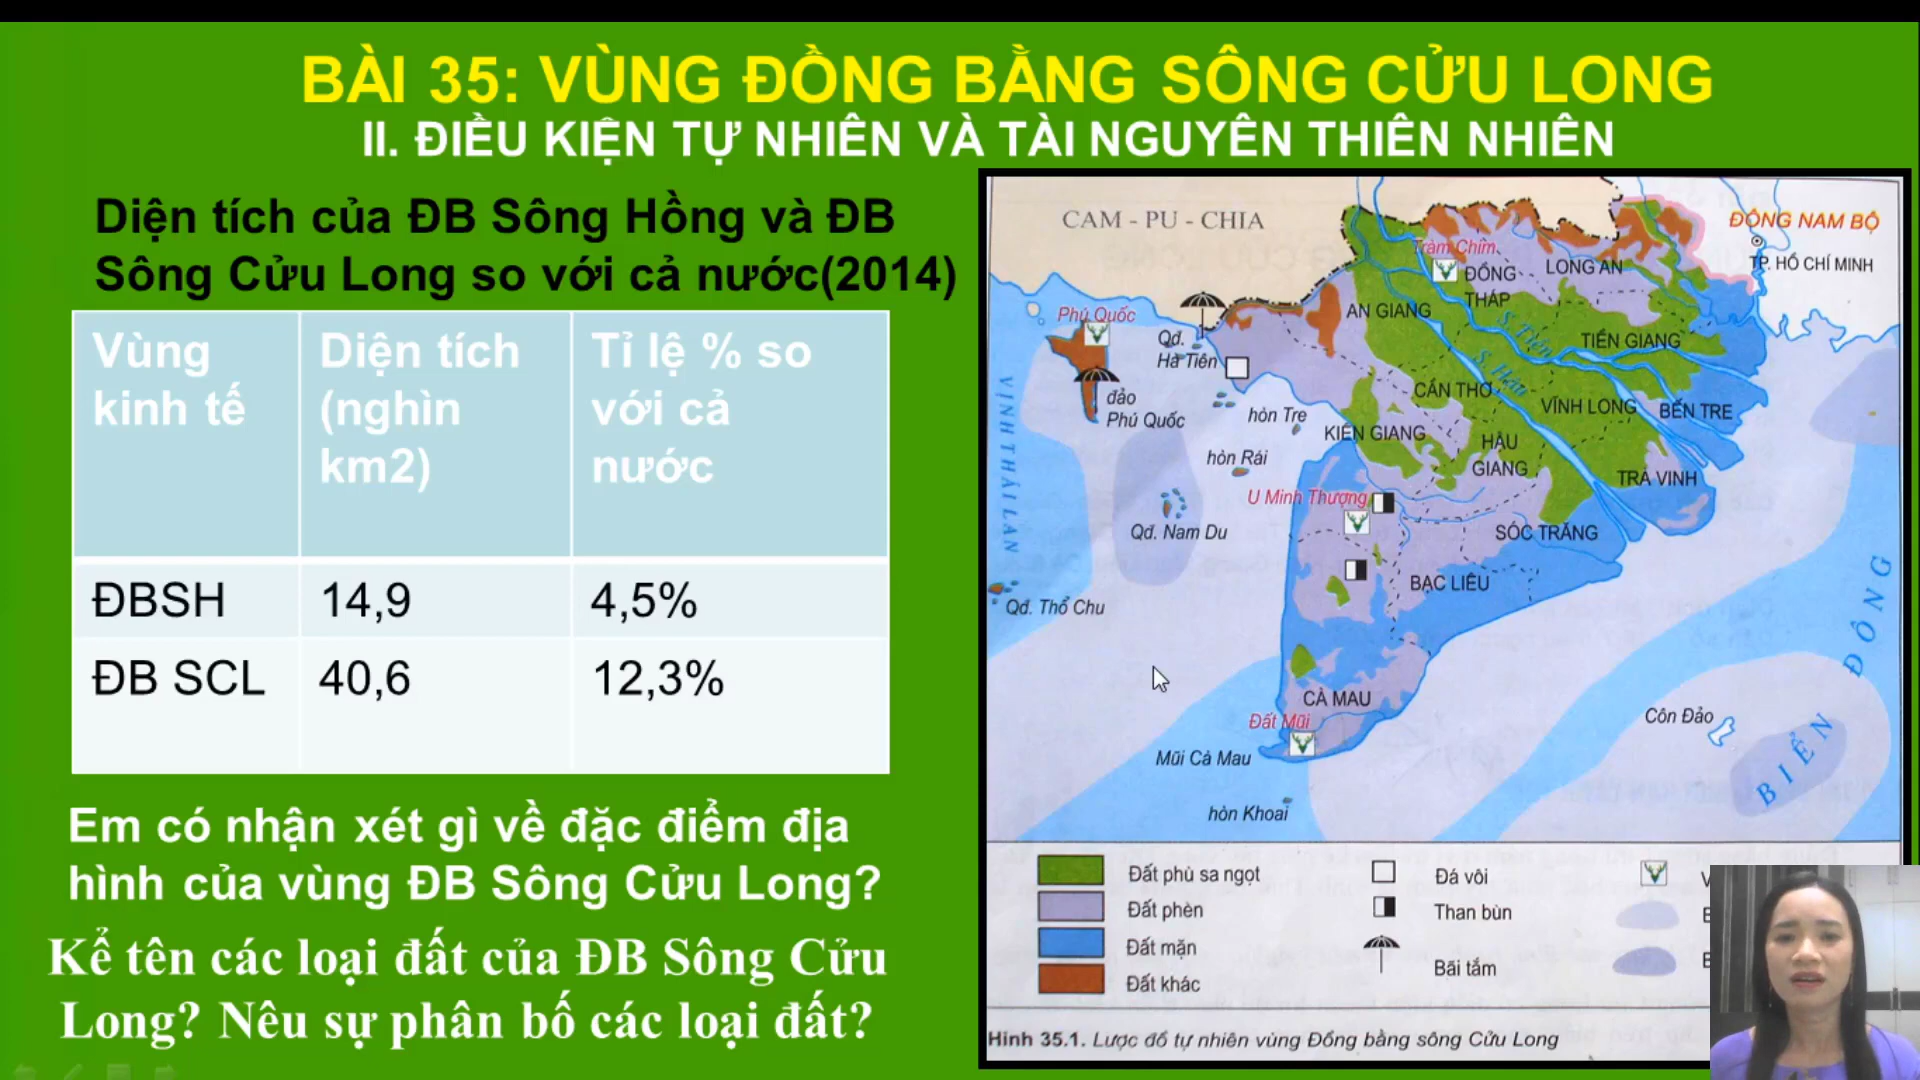 BÀI 35: VÙNG ĐỒNG BẰNG SÔNG CỬU LONG
II. ĐIỀU KIỆN TỰ NHIÊN VÀ TÀI NGUYÊN THIÊN NHIÊN
Diện tích của ĐB Sông Hồng và ĐB
Sông Cửu Long so với cả nước(2014)
Vùng kinh tế
Diện tích (nghìn km2)
Tỉ lệ % so với cả nước
ĐBSH 14,9 4,5%
ĐB SCL 40,6 12,3%
Em có nhận xét gì về đặc điểm địa
hình của vùng ĐB Sông Cửu Long?
Kể tên các loại đất của ĐB Sông Cửu
Long? Nêu sự phân bố các loại đất?
CAM - PU - CHIA
ĐÔNG NAM BỘ
TP. HỒ CHÍ MINH
Tràm Chim
ĐỒNG THÁP
LONG AN
AN GIANG
S. Tiền
TIỀN GIANG
Phú Quốc
Qđ. Hà Tiên
S. Hậu
CẦN THƠ
VĨNH LONG
BẾN TRE
đảo Phú Quốc
hòn Tre
KIÊN GIANG
HẬU GIANG
hòn Rái
TRÀ VINH
VỊNH THÁI LAN
U Minh Thượng
Qđ. Nam Du
SÓC TRĂNG
BẠC LIÊU
Qđ. Thổ Chu
BIỂN ĐÔNG
CÀ MAU
Đất Mũi
Côn Đảo
Mũi Cà Mau
hòn Khoai
Đất phù sa ngọt
Đất phèn
Đất mặn
Đất khác
Đá vôi
Than bùn
Bãi tắm
Hình 35.1. Lược đồ tự nhiên vùng Đồng bằng sông Cửu Long